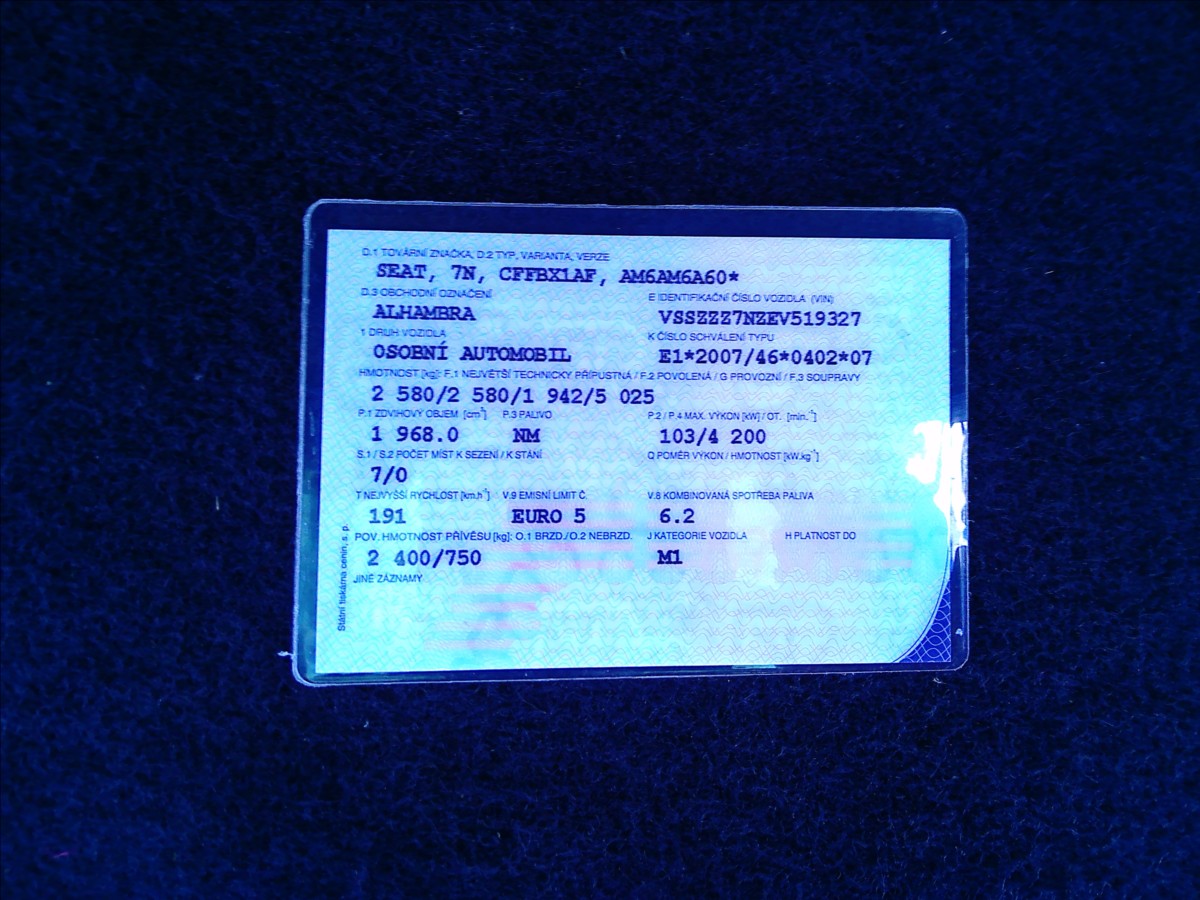 D.1 TOVÁRNÍ ZNAČKA, D.2 TYP, VARIANTA, VERZE
SEAT, 7N, CFFBX1AF, AM6AM6A60*
D.3 OBCHODNÍ OZNAČENÍ E IDENTIFIKAČNÍ ČÍSLO VOZIDLA (VIN)
ALHAMBRA VSSZZZ7NZEV519327
1 DRUH VOZIDLA K ČÍSLO SCHVÁLENÍ TYPU
OSOBNÍ AUTOMOBIL E1*2007/46*0402*07
HMOTNOST [kg]: F.1 NEJVĚTŠÍ TECHNICKY PŘÍPUSTNÁ / F.2 POVOLENÁ / G PROVOZNÍ / F.3 SOUPRAVY
2 580/2 580/1 942/5 025
P.1 ZDVIHOVÝ OBJEM [cm³] P.3 PALIVO P.2 / P.4 MAX. VÝKON [kW] / OT. [min.⁻¹]
1 968.0 NM 103/4 200
S.1 / S.2 POČET MÍST K SEZENÍ / K STÁNÍ Q POMĚR VÝKON / HMOTNOST [kW.kg⁻¹]
7/0
T NEJVYŠŠÍ RYCHLOST [km.h⁻¹] V.9 EMISNÍ LIMIT Č. V.8 KOMBINOVANÁ SPOTŘEBA PALIVA
191 EURO 5 6.2
POV. HMOTNOST PŘÍVĚSU [kg]: O.1 BRZD./O.2 NEBRZD. J KATEGORIE VOZIDLA H PLATNOST DO
2 400/750 M1
JINÉ ZÁZNAMY
Státní tiskárna cenin, s. p.